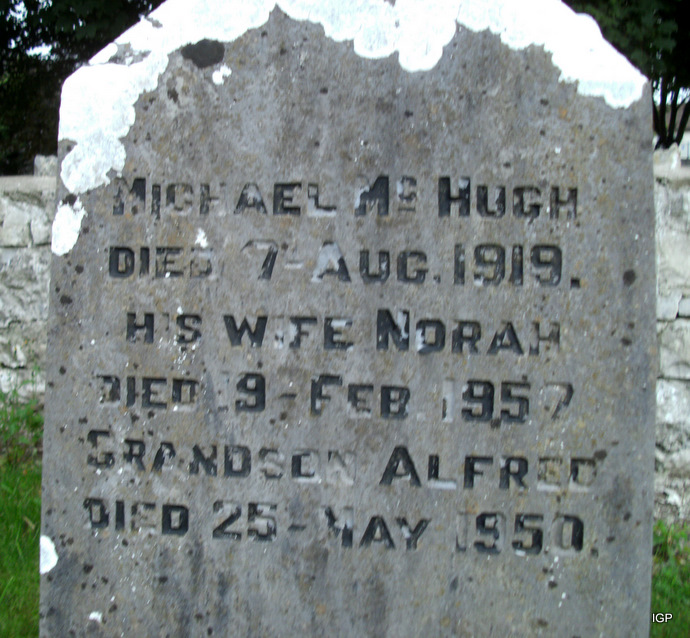 MICHAEL Mc HUGH
DIED 7-AUG. 1919.
HIS WIFE NORAH
DIED 19-FEB. 1957
GRANDSON ALFRED
DIED 25-MAY 1950.
IGP